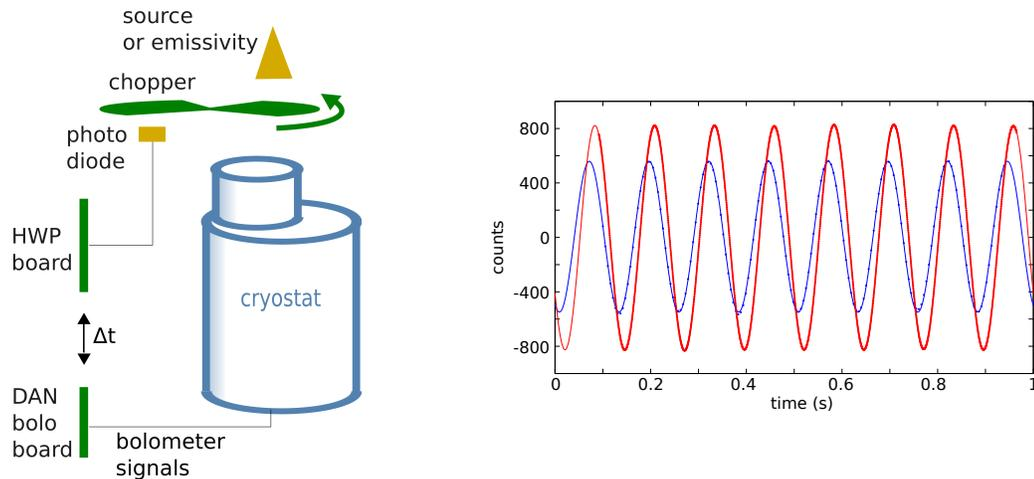 source
or emissivity
chopper
photo
diode
HWP
board
cryostat
Δt
DAN
bolo
board
bolometer
signals
800
400
0
-400
-800
counts
0 0.2 0.4 0.6 0.8 1
time (s)